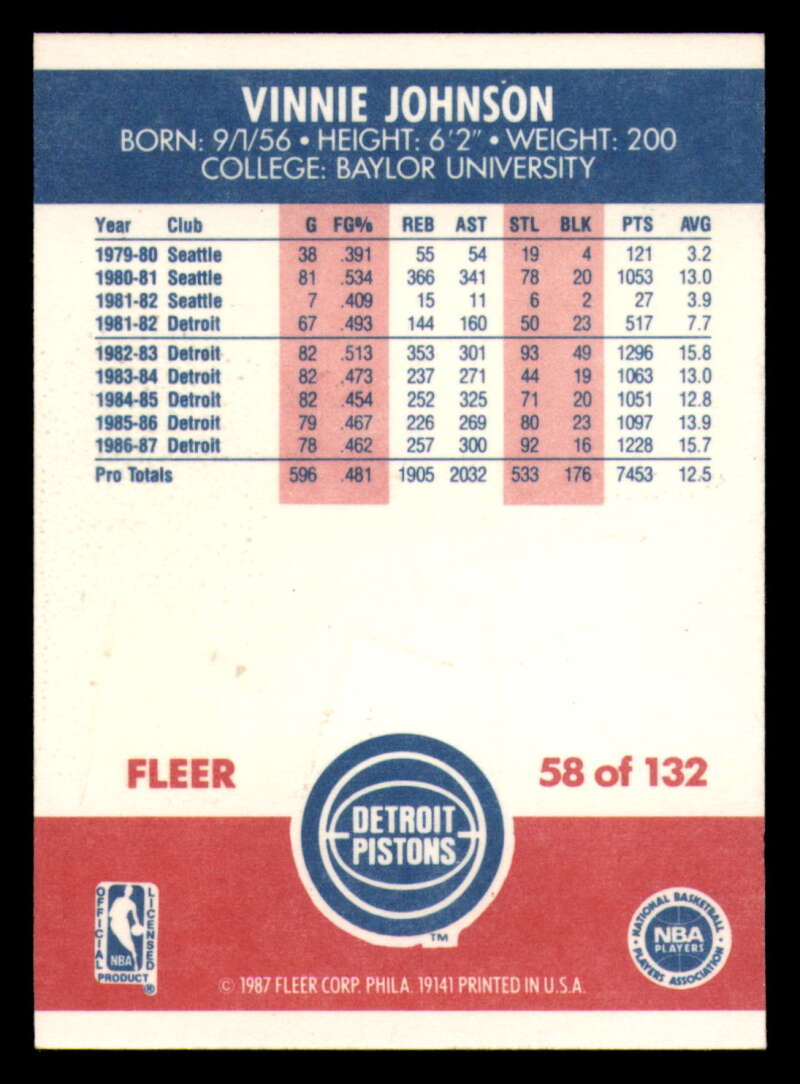 VINNIE JOHNSON
BORN: 9/1/56 • HEIGHT: 6'2" • WEIGHT: 200
COLLEGE: BAYLOR UNIVERSITY
Year Club G FG% REB AST STL BLK PTS AVG
1979-80 Seattle 38 .391 55 54 19 4 121 3.2
1980-81 Seattle 81 .534 366 341 78 20 1053 13.0
1981-82 Seattle 7 .409 15 11 6 2 27 3.9
1981-82 Detroit 67 .493 144 160 50 23 517 7.7
1982-83 Detroit 82 .513 353 301 93 49 1296 15.8
1983-84 Detroit 82 .473 237 271 44 19 1063 13.0
1984-85 Detroit 82 .454 252 325 71 20 1051 12.8
1985-86 Detroit 79 .467 226 269 80 23 1097 13.9
1986-87 Detroit 78 .462 257 300 92 16 1228 15.7
Pro Totals 596 .481 1905 2032 533 176 7453 12.5
FLEER
58 of 132
DETROIT
PISTONS
TM
OFFICIAL
LICENSED
NBA
PRODUCT ®
NATIONAL BASKETBALL
NBA
PLAYERS
PLAYERS ASSOCIATION
© 1987 FLEER CORP. PHILA. 19141 PRINTED IN U.S.A.